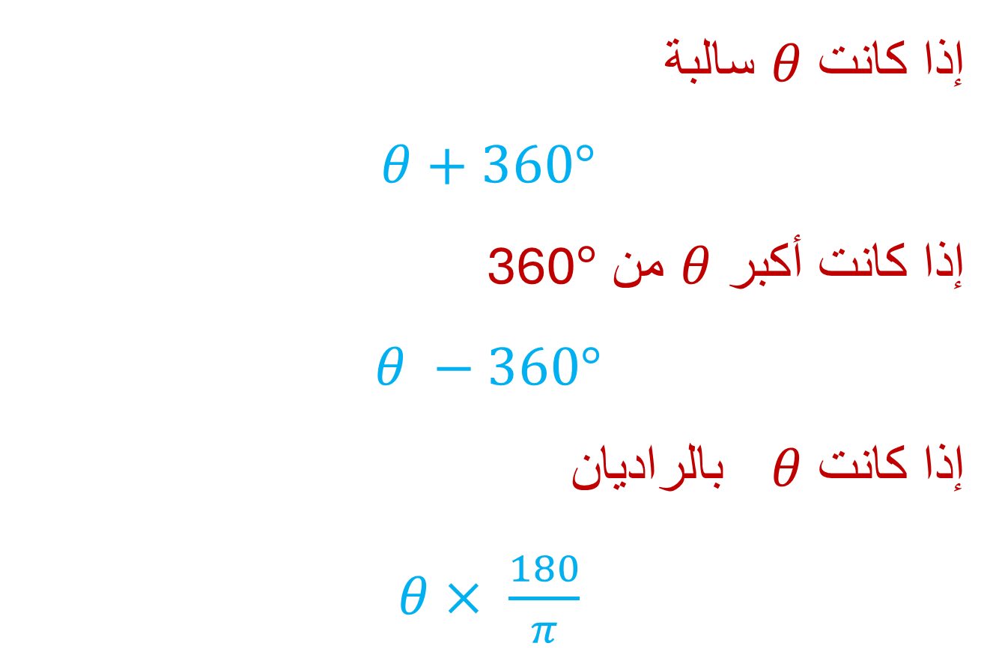 إذا كانت θ سالبة
θ + 360°
إذا كانت أكبر θ من 360°
θ − 360°
إذا كانت θ بالراديان
θ × 180/π